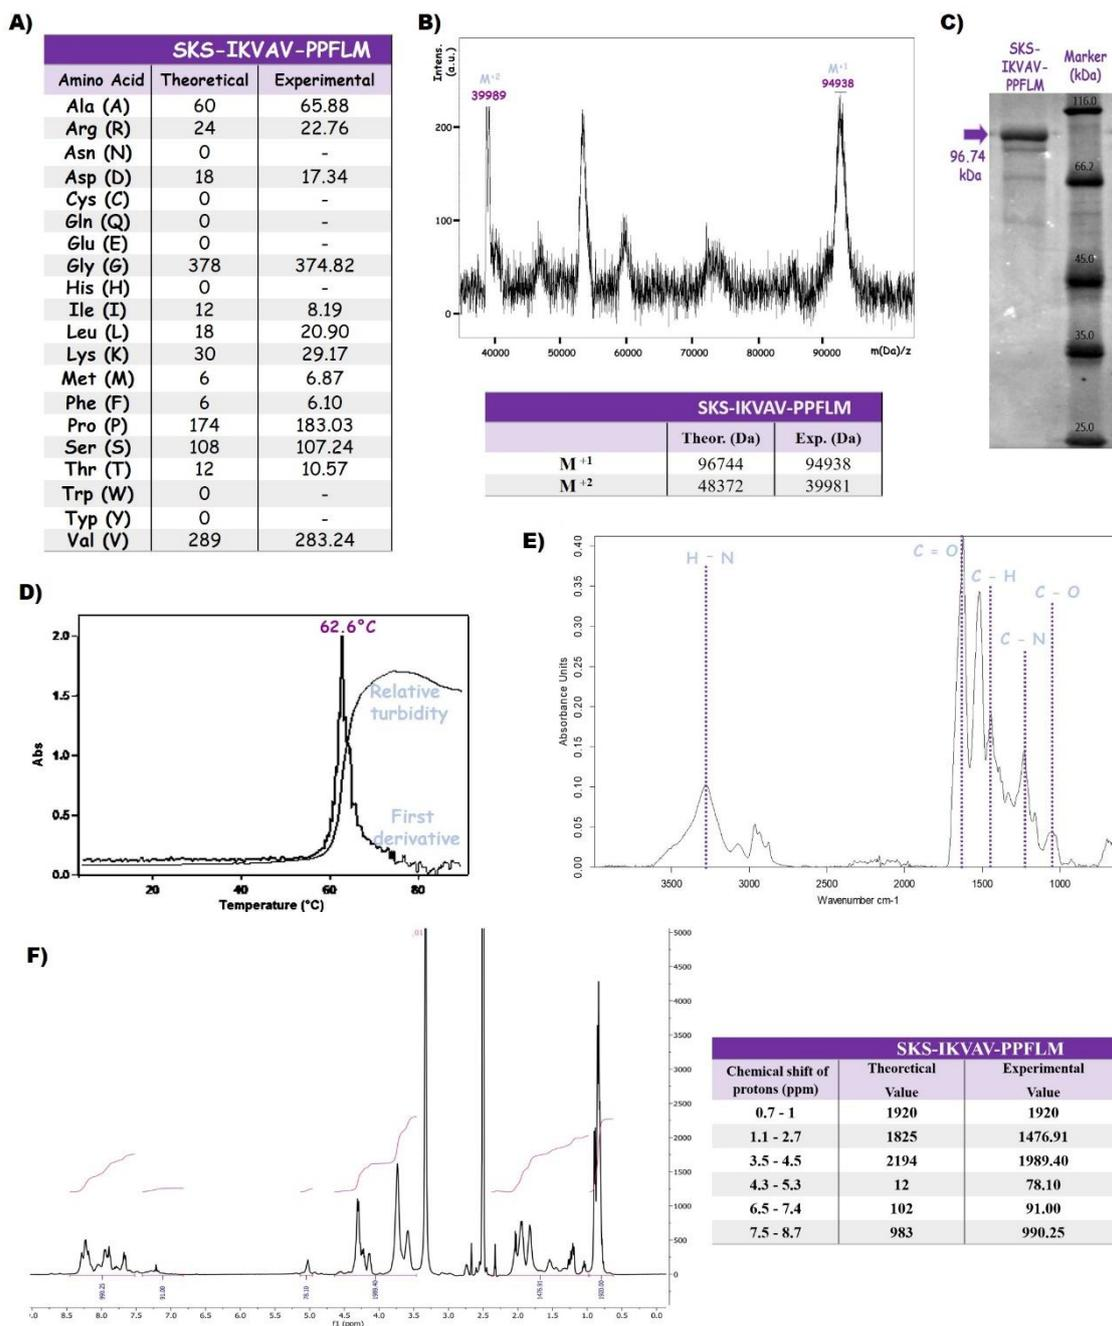 A)
SKS-IKVAV-PPFLM
Amino Acid Theoretical Experimental
Ala (A) 60 65.88
Arg (R) 24 22.76
Asn (N) 0 -
Asp (D) 18 17.34
Cys (C) 0 -
Gln (Q) 0 -
Glu (E) 0 -
Gly (G) 378 374.82
His (H) 0 -
Ile (I) 12 8.19
Leu (L) 18 20.90
Lys (K) 30 29.17
Met (M) 6 6.87
Phe (F) 6 6.10
Pro (P) 174 183.03
Ser (S) 108 107.24
Thr (T) 12 10.57
Trp (W) 0 -
Typ (Y) 0 -
Val (V) 289 283.24
B)
Intens.
(a.u.)
M+2
39989
M+1
94938
200
100
0
40000 50000 60000 70000 80000 90000 m(Da)/z
SKS-IKVAV-PPFLM
Theor. (Da) Exp. (Da)
M+1 96744 94938
M+2 48372 39981
C)
SKS-
IKVAV-
PPFLM
Marker
(kDa)
96.74
kDa
116.0
66.2
45.0
35.0
25.0
D)
62.6°C
Relative
turbidity
First
derivative
Abs
2.0
1.5
1.0
0.5
0.0
20 40 60 80
Temperature (°C)
E)
H - N
C = O
C - H
C - O
C - N
Absorbance Units
0.40
0.35
0.30
0.25
0.20
0.15
0.10
0.05
0.00
3500 3000 2500 2000 1500 1000
Wavenumber cm-1
F)
5000
4500
4000
3500
3000
2500
2000
1500
1000
500
0
990.25
91.00
78.10
1989.40
1476.91
1920.00
8.5 8.0 7.5 7.0 6.5 6.0 5.5 5.0 4.5 4.0 3.5 3.0 2.5 2.0 1.5 1.0 0.5 0.0
f1 (ppm)
SKS-IKVAV-PPFLM
Chemical shift of
protons (ppm)
Theoretical
Value
Experimental
Value
0.7 - 1 1920 1920
1.1 - 2.7 1825 1476.91
3.5 - 4.5 2194 1989.40
4.3 - 5.3 12 78.10
6.5 - 7.4 102 91.00
7.5 - 8.7 983 990.25